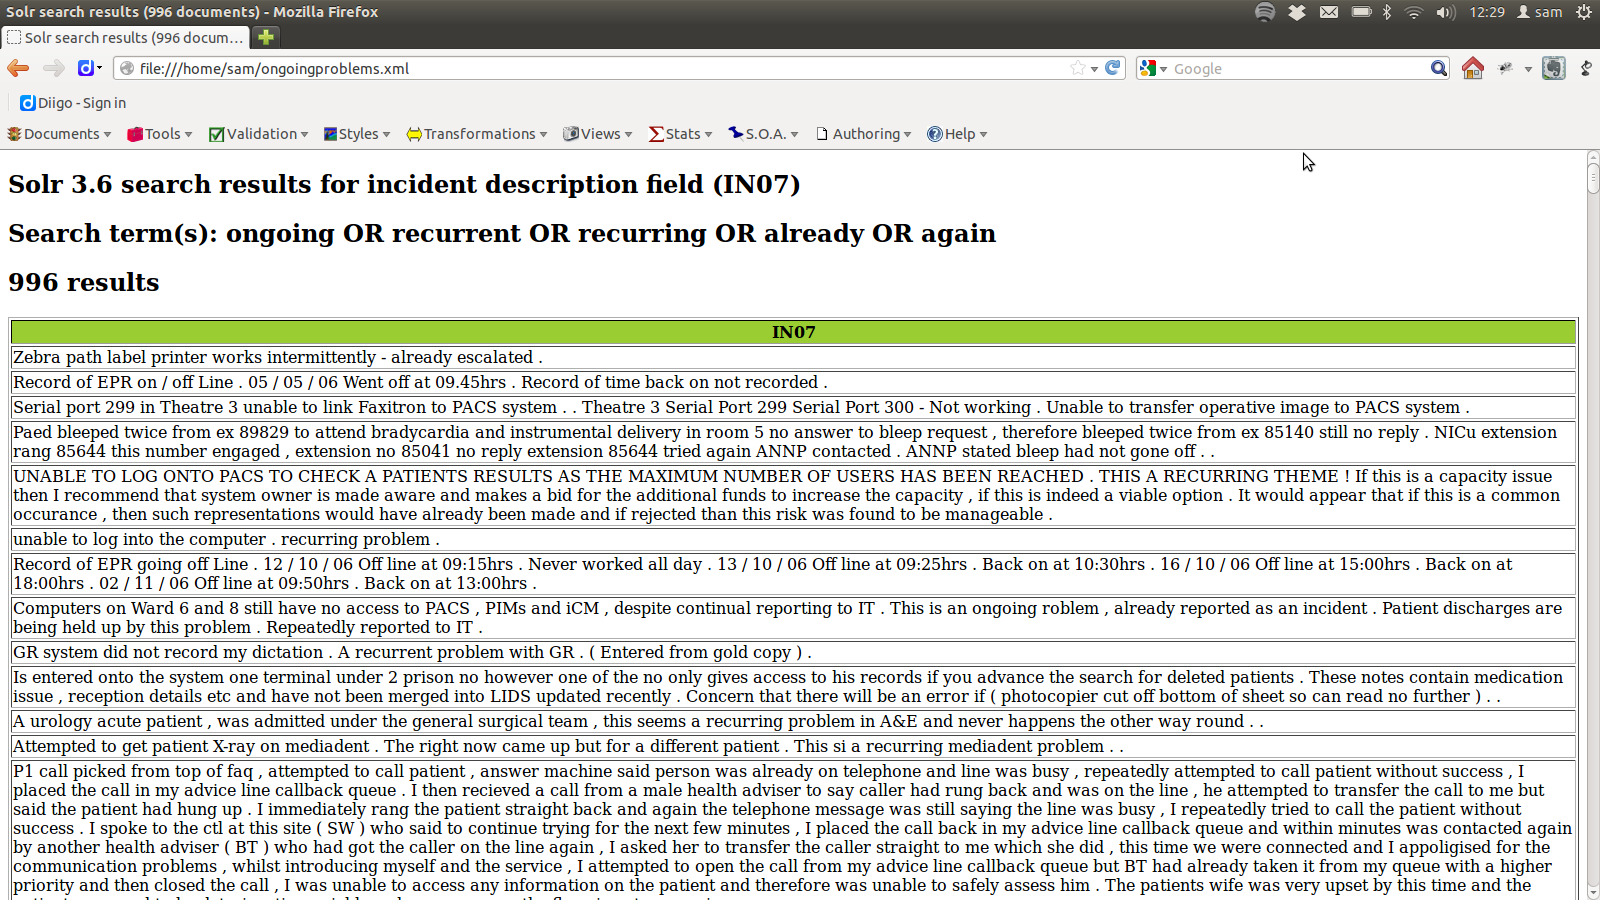 Solr search results (996 documents) - Mozilla Firefox
12:29 sam
Solr search results (996 docum...
file:///home/sam/ongoingproblems.xml
Google
Diigo - Sign in
Documents Tools Validation Styles Transformations Views Stats S.O.A. Authoring Help
Solr 3.6 search results for incident description field (IN07)
Search term(s): ongoing OR recurrent OR recurring OR already OR again
996 results
IN07
Zebra path label printer works intermittently - already escalated .
Record of EPR on / off Line . 05 / 05 / 06 Went off at 09.45hrs . Record of time back on not recorded .
Serial port 299 in Theatre 3 unable to link Faxitron to PACS system . . Theatre 3 Serial Port 299 Serial Port 300 - Not working . Unable to transfer operative image to PACS system .
Paed bleeped twice from ex 89829 to attend bradycardia and instrumental delivery in room 5 no answer to bleep request , therefore bleeped twice from ex 85140 still no reply . NICu extension
rang 85644 this number engaged , extension no 85041 no reply extension 85644 tried again ANNP contacted . ANNP stated bleep had not gone off . .
UNABLE TO LOG ONTO PACS TO CHECK A PATIENTS RESULTS AS THE MAXIMUM NUMBER OF USERS HAS BEEN REACHED . THIS A RECURRING THEME ! If this is a capacity issue
then I recommend that system owner is made aware and makes a bid for the additional funds to increase the capacity , if this is indeed a viable option . It would appear that if this is a common
occurance , then such representations would have already been made and if rejected than this risk was found to be manageable .
unable to log into the computer . recurring problem .
Record of EPR going off Line . 12 / 10 / 06 Off line at 09:15hrs . Never worked all day . 13 / 10 / 06 Off line at 09:25hrs . Back on at 10:30hrs . 16 / 10 / 06 Off line at 15:00hrs . Back on at
18:00hrs . 02 / 11 / 06 Off line at 09:50hrs . Back on at 13:00hrs .
Computers on Ward 6 and 8 still have no access to PACS , PIMs and iCM , despite continual reporting to IT . This is an ongoing roblem , already reported as an incident . Patient discharges are
being held up by this problem . Repeatedly reported to IT .
GR system did not record my dictation . A recurrent problem with GR . ( Entered from gold copy ) .
Is entered onto the system one terminal under 2 prison no however one of the no only gives access to his records if you advance the search for deleted patients . These notes contain medication
issue , reception details etc and have not been merged into LIDS updated recently . Concern that there will be an error if ( photocopier cut off bottom of sheet so can read no further ) . .
A urology acute patient , was admitted under the general surgical team , this seems a recurring problem in A&E and never happens the other way round . .
Attempted to get patient X-ray on mediadent . The right now came up but for a different patient . This si a recurring mediadent problem . .
P1 call picked from top of faq , attempted to call patient , answer machine said person was already on telephone and line was busy , repeatedly attempted to call patient without success , I
placed the call in my advice line callback queue . I then recieved a call from a male health adviser to say caller had rung back and was on the line , he attempted to transfer the call to me but
said the patient had hung up . I immediately rang the patient straight back and again the telephone message was still saying the line was busy , I repeatedly tried to call the patient without
success . I spoke to the ctl at this site ( SW ) who said to continue trying for the next few minutes , I placed the call back in my advice line callback queue and within minutes was contacted again
by another health adviser ( BT ) who had got the caller on the line again , I asked her to transfer the caller straight to me which she did , this time we were connected and I appoligised for the
communication problems , whilst introducing myself and the service , I attempted to open the call from my advice line callback queue but BT had already taken it from my queue with a higher
priority and then closed the call , I was unable to access any information on the patient and therefore was unable to safely assess him . The patients wife was very upset by this time and the